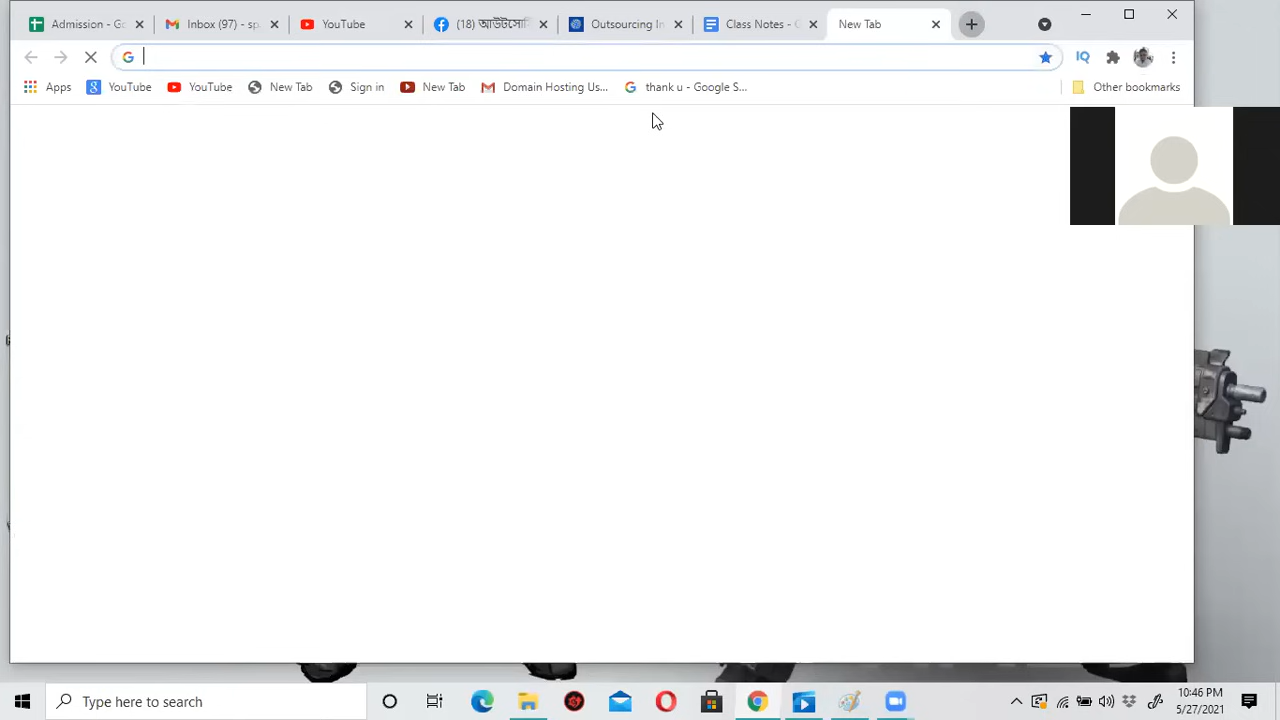 Admission - Go
Inbox (97) - sp
YouTube
(18) আউটসোর্সি
Outsourcing In
Class Notes - G
New Tab
Apps
YouTube
YouTube
New Tab
Sign in
New Tab
Domain Hosting Us...
thank u - Google S...
Other bookmarks
Type here to search
10:46 PM
5/27/2021